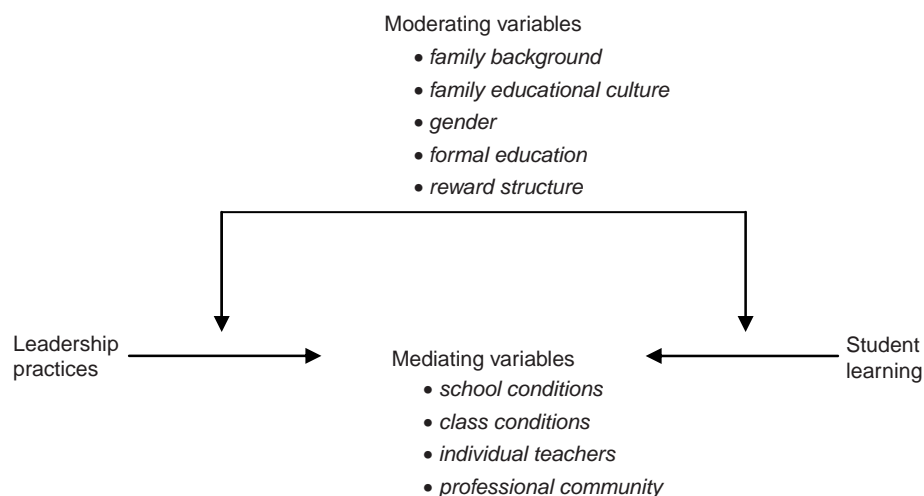 Moderating variables
• family background
• family educational culture
• gender
• formal education
• reward structure
Leadership
practices
Mediating variables
• school conditions
• class conditions
• individual teachers
• professional community
Student
learning